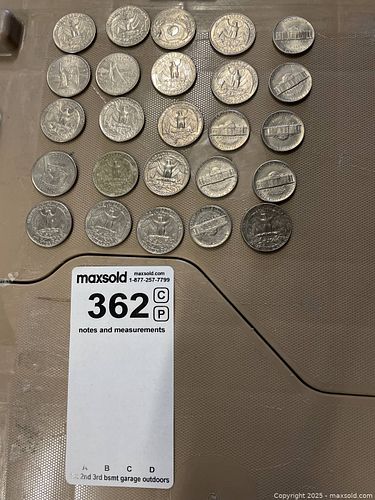 maxsold
maxsold.com
1-877-257-7799
362
C
P
notes and measurements
A B C D
2nd 3rd bsmt garage outdoors
© Copyright 2025 - maxsold.com